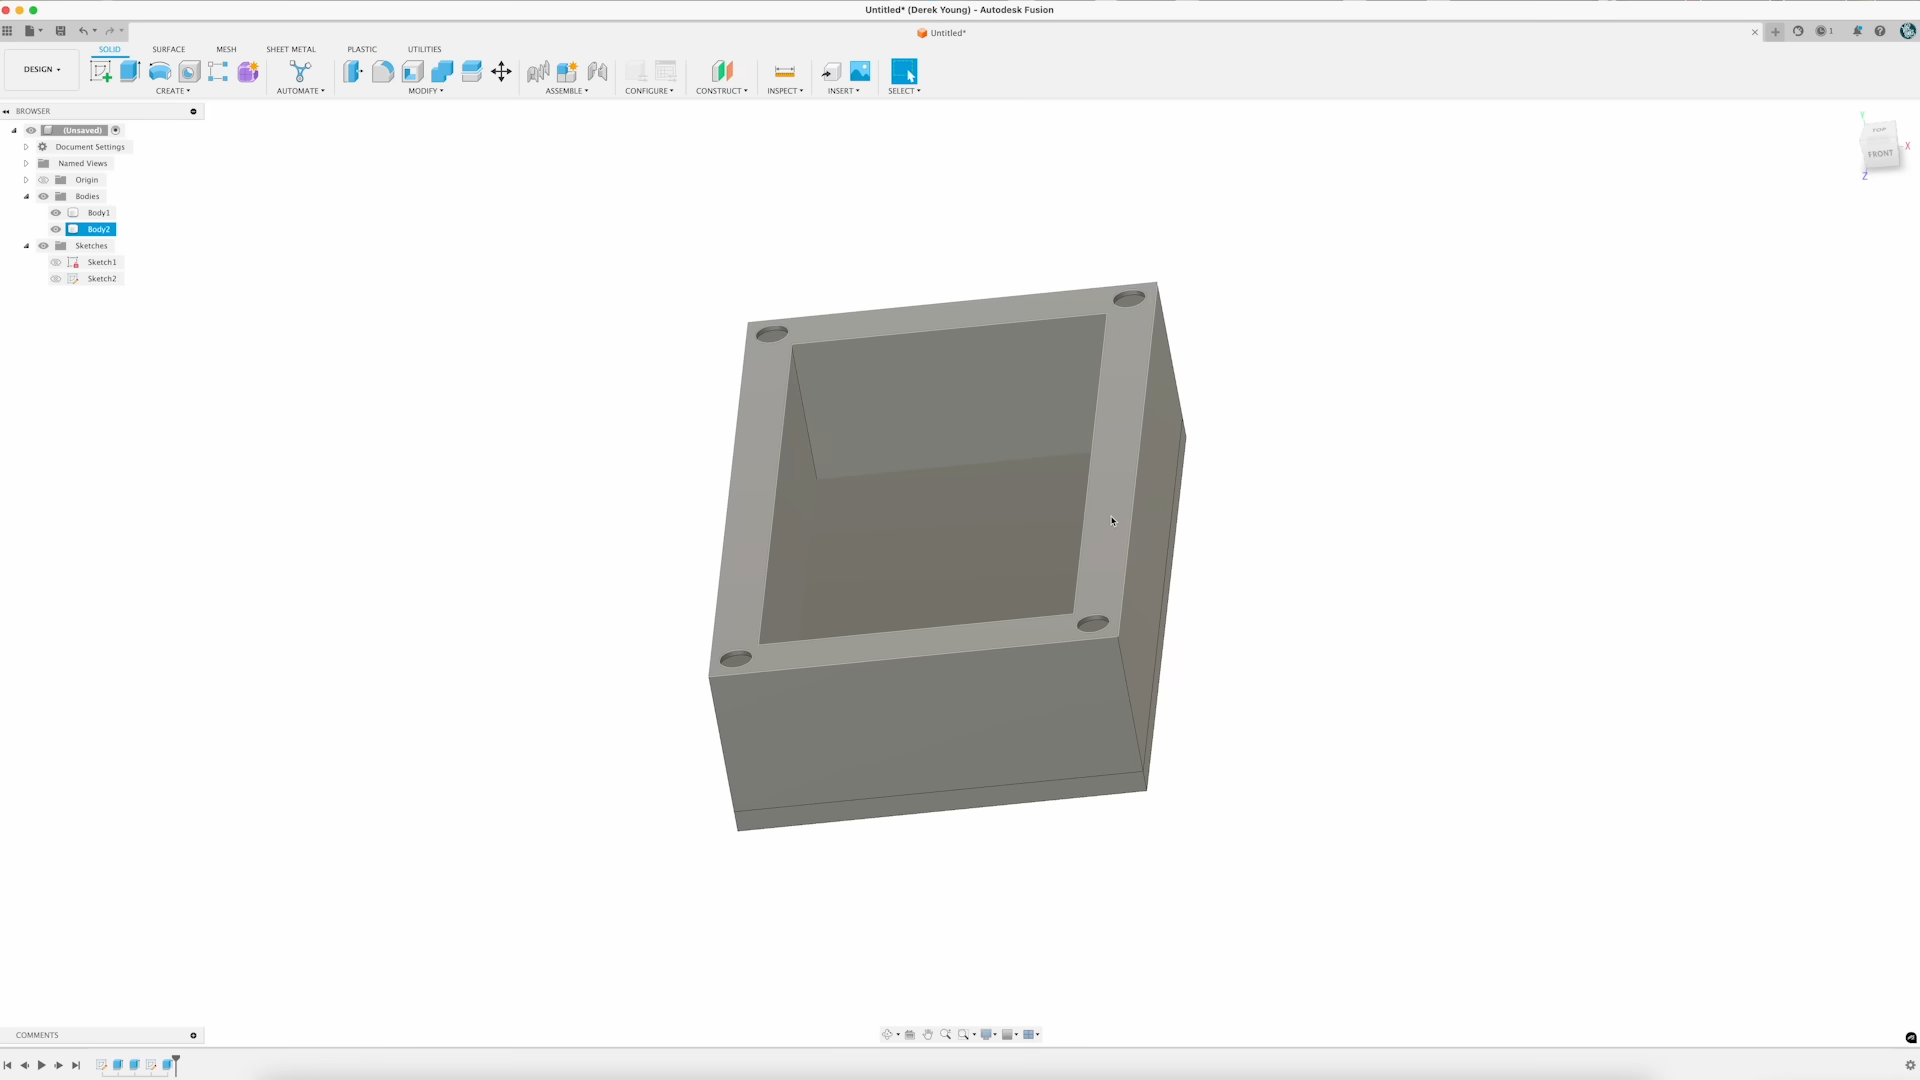 Untitled* (Derek Young) - Autodesk Fusion
Untitled*
1
SOLID
SURFACE
MESH
SHEET METAL
PLASTIC
UTILITIES
DESIGN
CREATE
AUTOMATE
MODIFY
ASSEMBLE
CONFIGURE
CONSTRUCT
INSPECT
INSERT
SELECT
BROWSER
(Unsaved)
Document Settings
Named Views
Origin
Bodies
Body1
Body2
Sketches
Sketch1
Sketch2
Y
TOP
FRONT
X
Z
COMMENTS